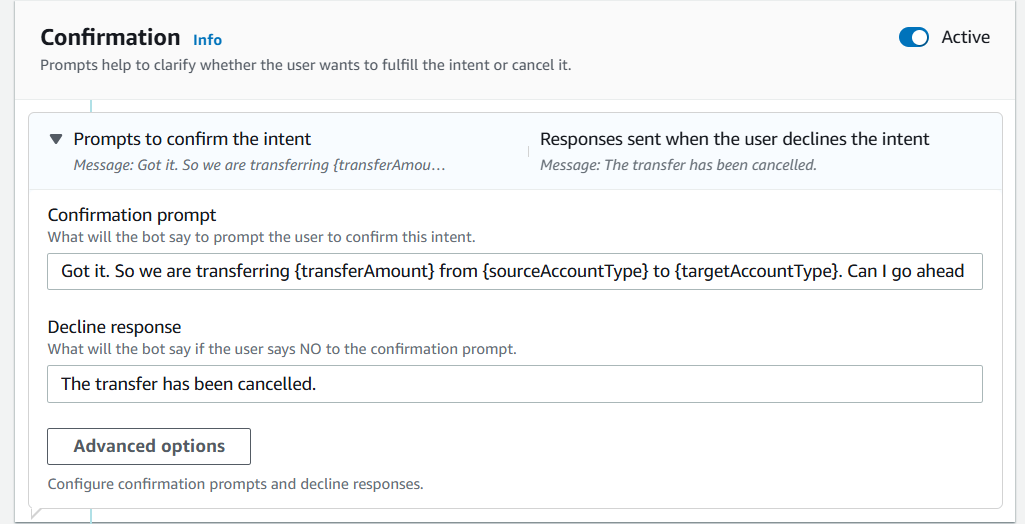 Confirmation Info
Active
Prompts help to clarify whether the user wants to fulfill the intent or cancel it.
Prompts to confirm the intent
Message: Got it. So we are transferring {transferAmou…
Responses sent when the user declines the intent
Message: The transfer has been cancelled.
Confirmation prompt
What will the bot say to prompt the user to confirm this intent.
Got it. So we are transferring {transferAmount} from {sourceAccountType} to {targetAccountType}. Can I go ahead
Decline response
What will the bot say if the user says NO to the confirmation prompt.
The transfer has been cancelled.
Advanced options
Configure confirmation prompts and decline responses.